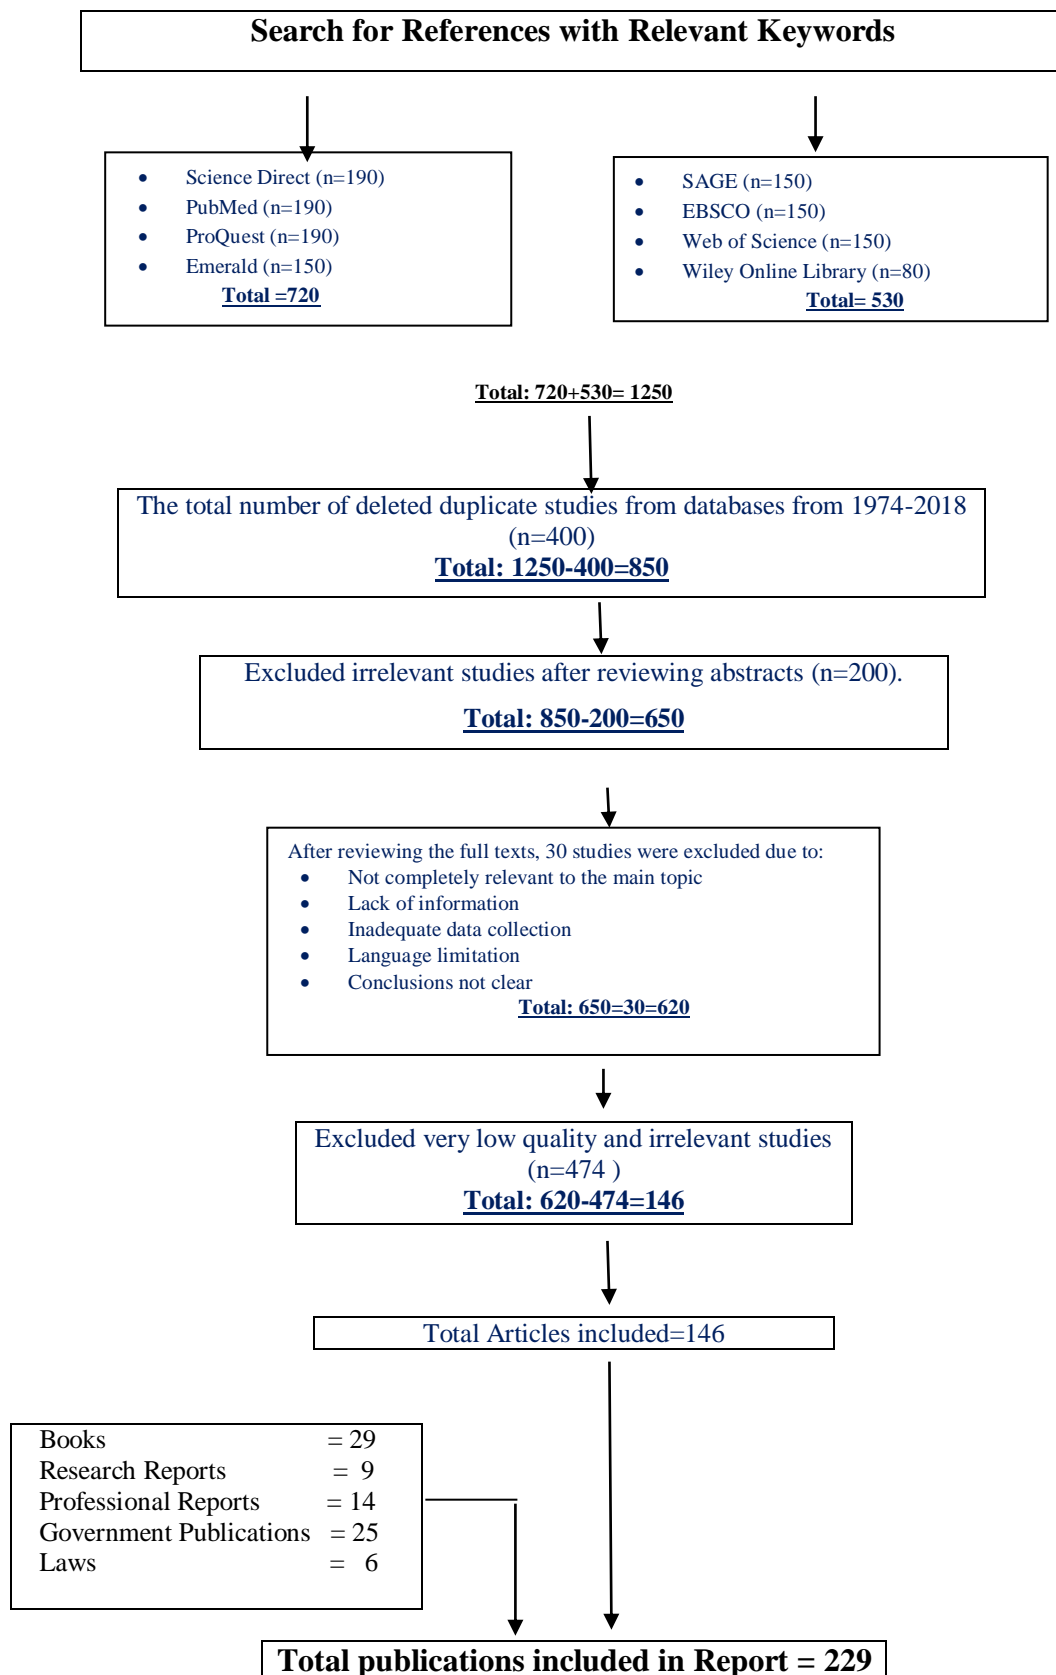 Search for References with Relevant Keywords
• Science Direct (n=190)
• PubMed (n=190)
• ProQuest (n=190)
• Emerald (n=150)
Total =720
• SAGE (n=150)
• EBSCO (n=150)
• Web of Science (n=150)
• Wiley Online Library (n=80)
Total= 530
Total: 720+530= 1250
The total number of deleted duplicate studies from databases from 1974-2018
(n=400)
Total: 1250-400=850
Excluded irrelevant studies after reviewing abstracts (n=200).
Total: 850-200=650
After reviewing the full texts, 30 studies were excluded due to:
• Not completely relevant to the main topic
• Lack of information
• Inadequate data collection
• Language limitation
• Conclusions not clear
Total: 650=30=620
Excluded very low quality and irrelevant studies
(n=474 )
Total: 620-474=146
Total Articles included=146
Books = 29
Research Reports = 9
Professional Reports = 14
Government Publications = 25
Laws = 6
Total publications included in Report = 229